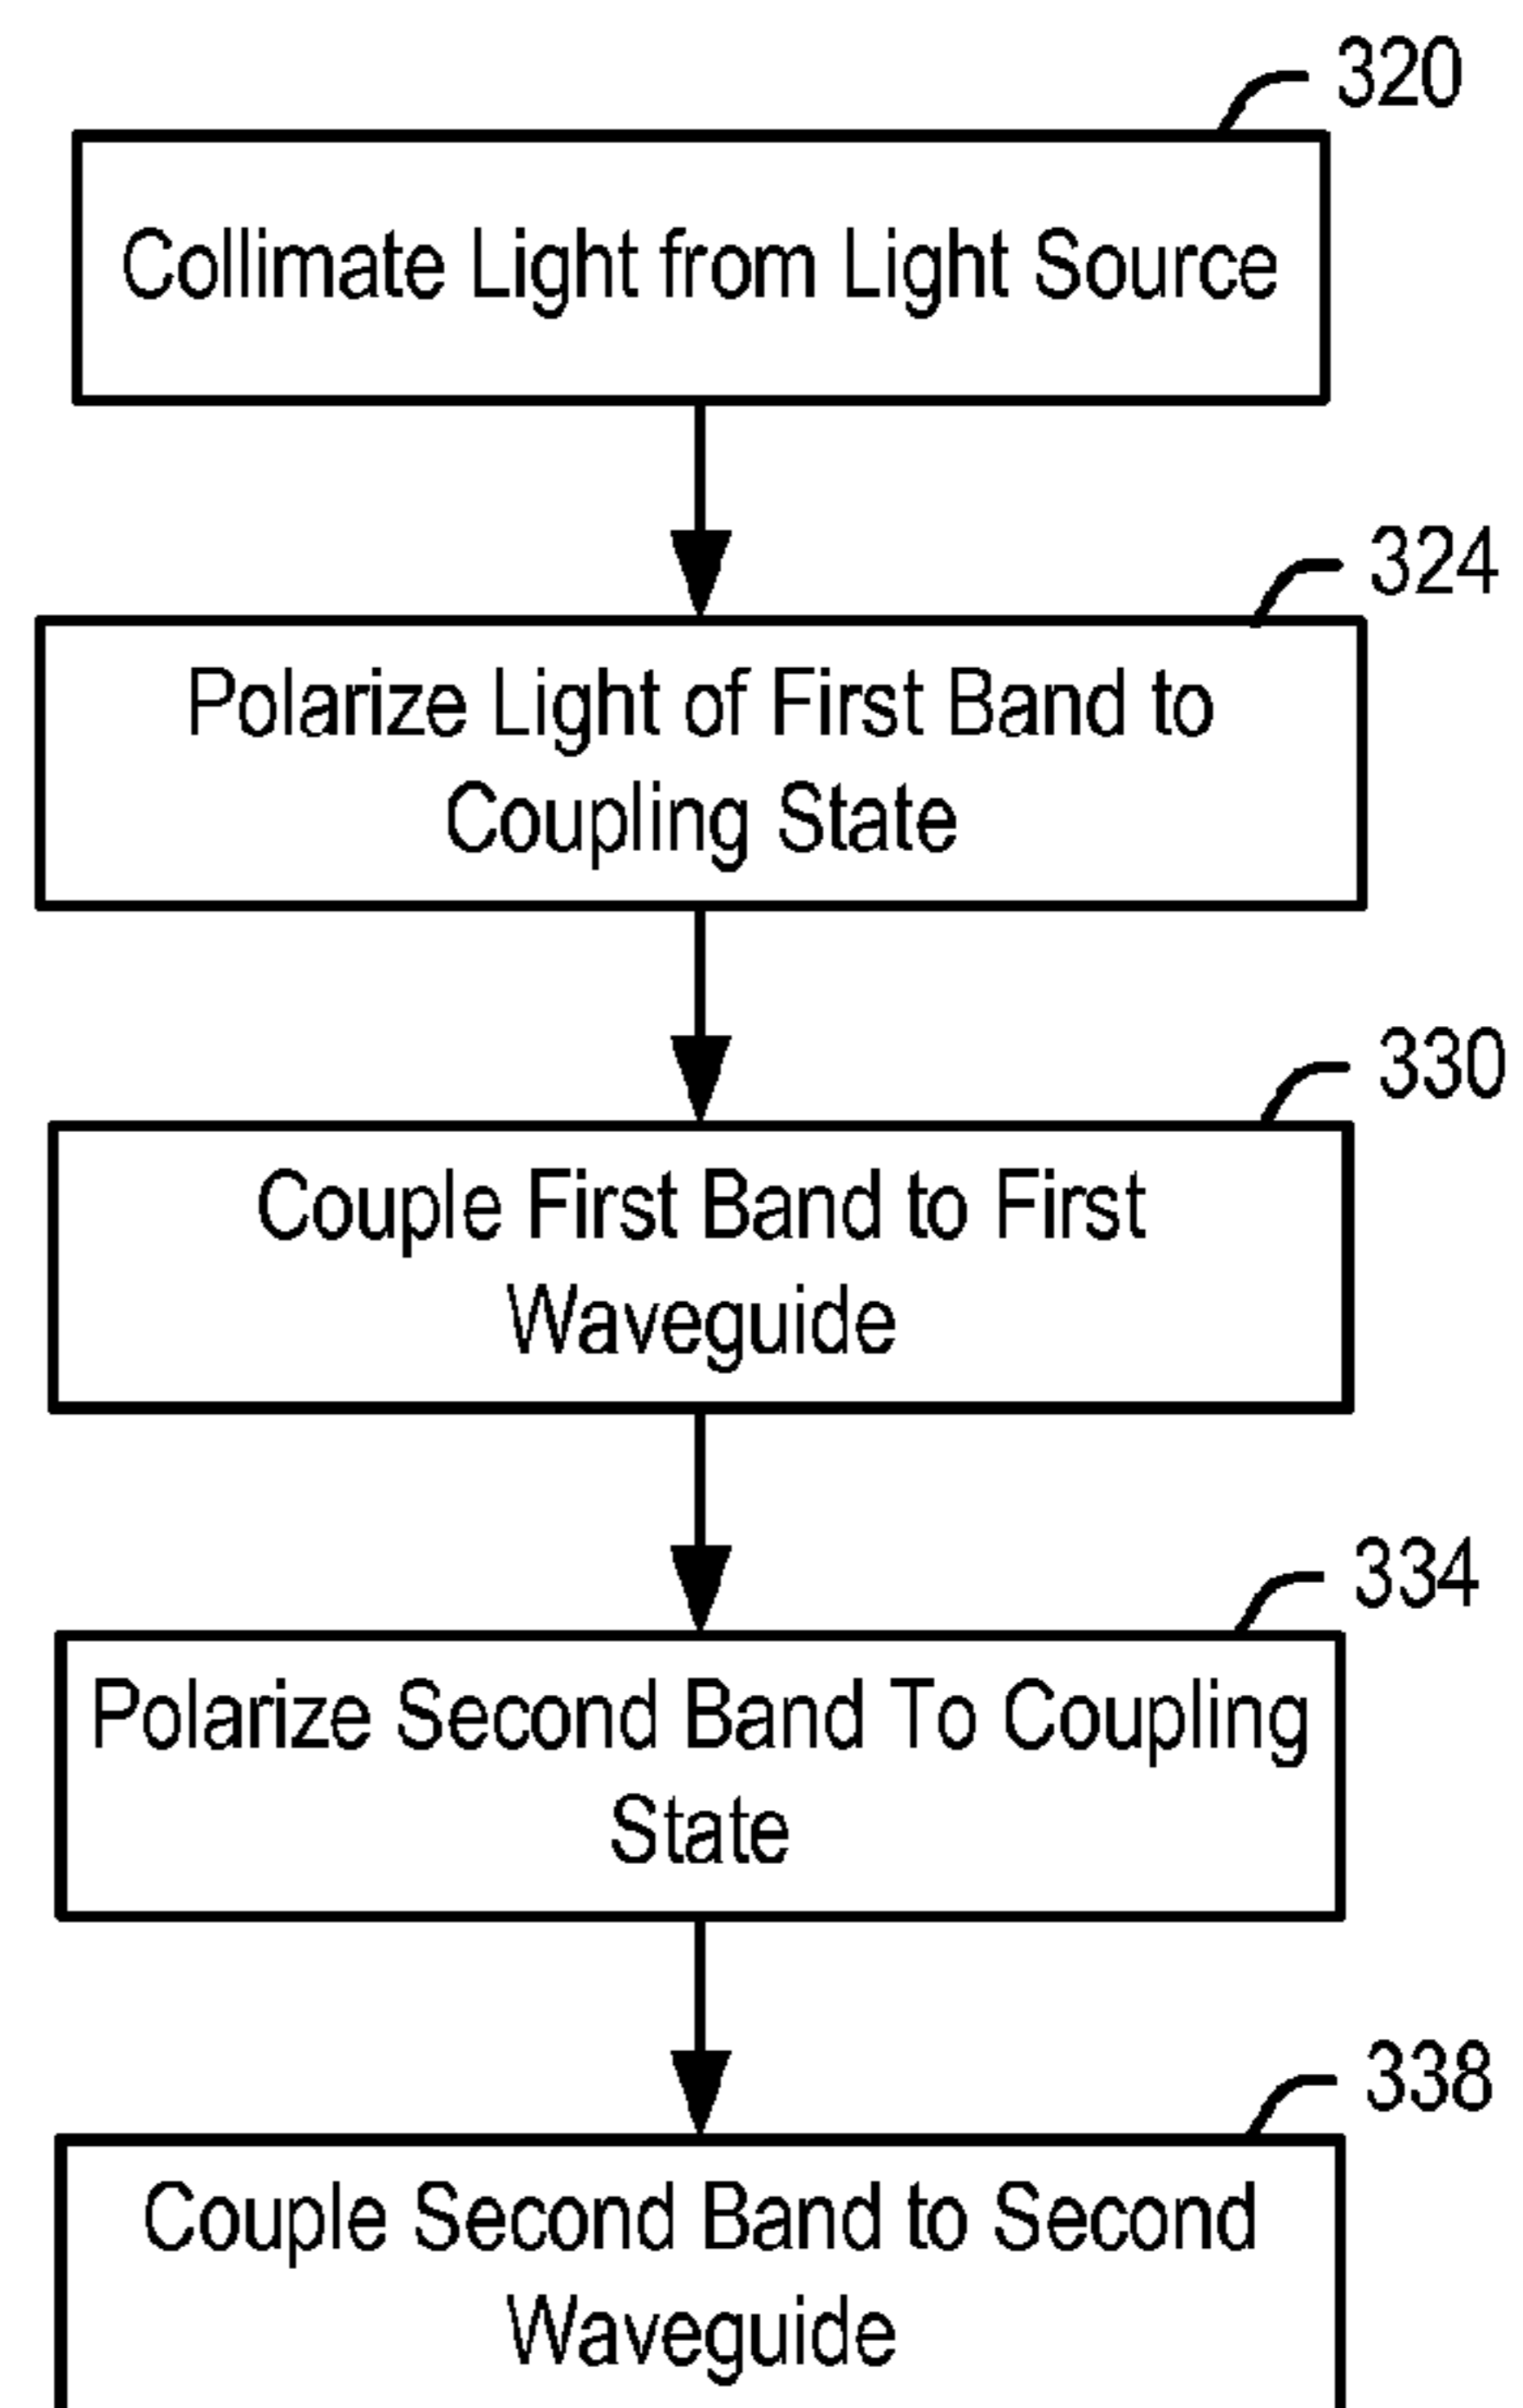 320
Collimate Light from Light Source
324
Polarize Light of First Band to
Coupling State
330
Couple First Band to First
Waveguide
334
Polarize Second Band To Coupling
State
338
Couple Second Band to Second
Waveguide